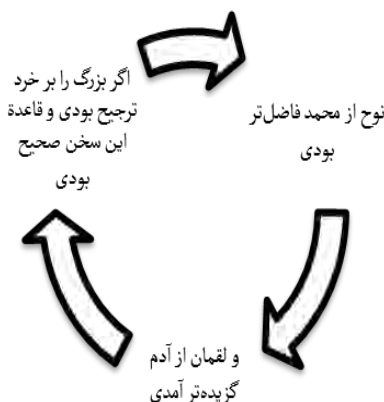 اگر بزرگ را بر خرد
ترجیح بودی و قاعدة
این سخن صحیح
بودی
نوح از محمد فاضل‌تر
بودی
و لقمان از آدم
گزیده‌تر آمدی